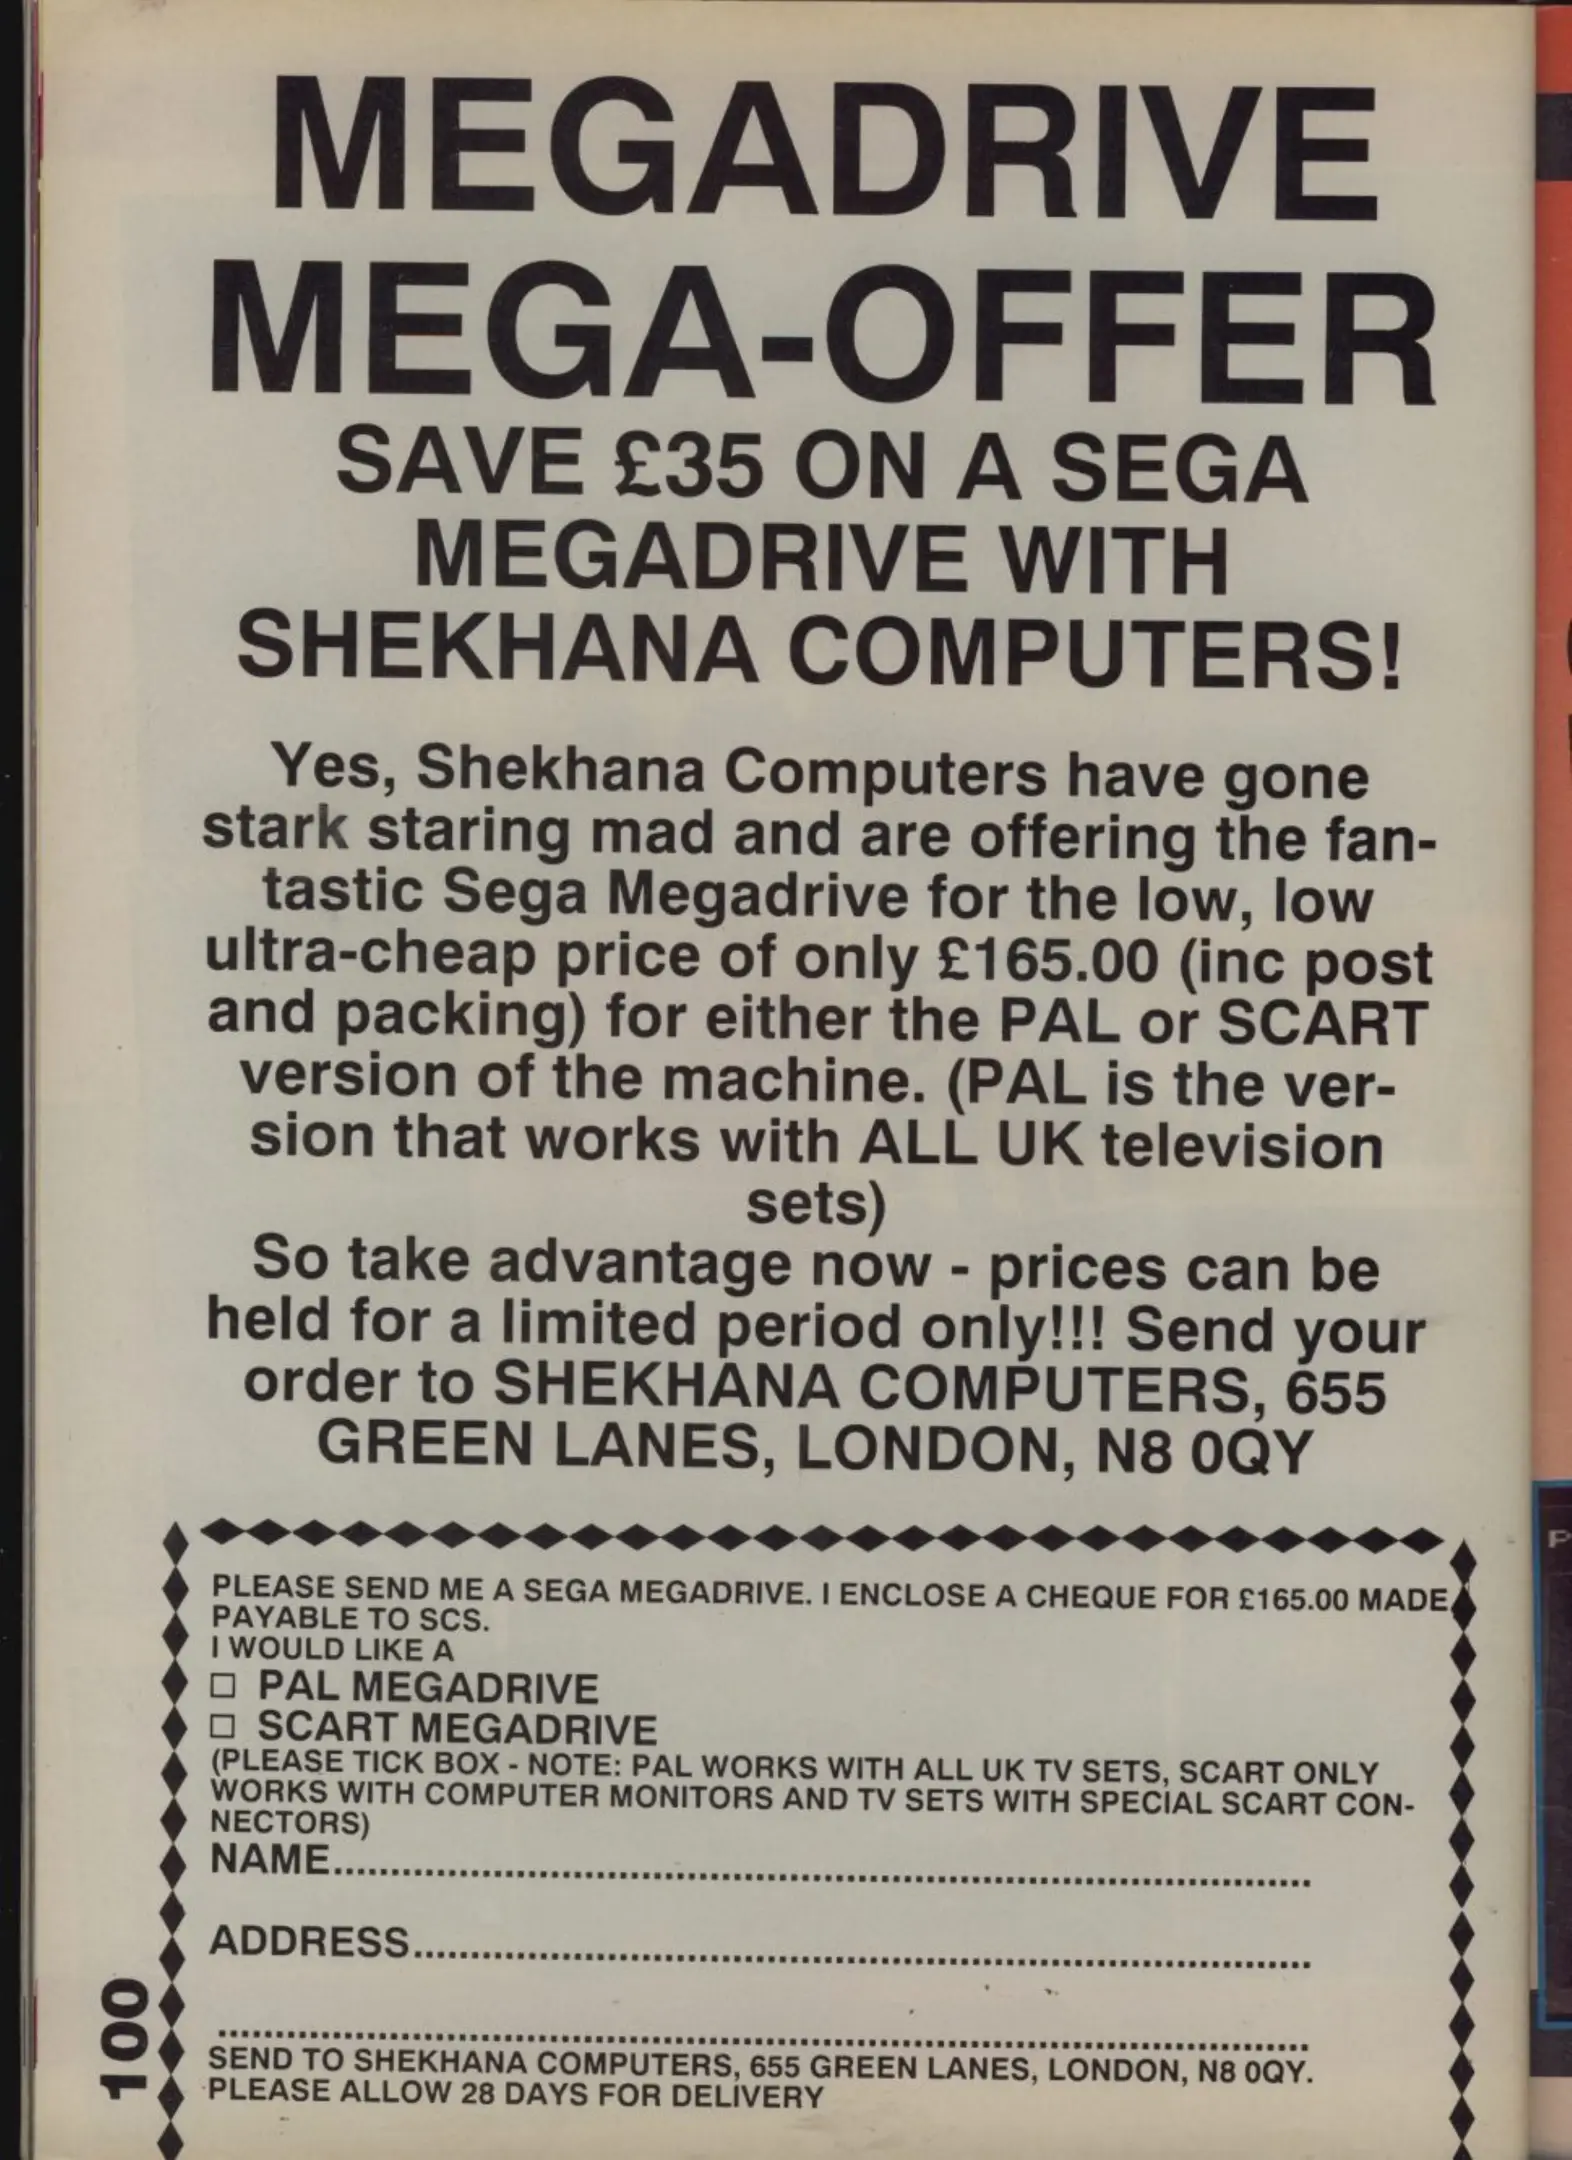 MEGADRIVE
MEGA-OFFER
SAVE £35 ON A SEGA
MEGADRIVE WITH
SHEKHANA COMPUTERS!
Yes, Shekhana Computers have gone
stark staring mad and are offering the fan-
tastic Sega Megadrive for the low, low
ultra-cheap price of only £165.00 (inc post
and packing) for either the PAL or SCART
version of the machine. (PAL is the ver-
sion that works with ALL UK television
sets)
So take advantage now - prices can be
held for a limited period only!!! Send your
order to SHEKHANA COMPUTERS, 655
GREEN LANES, LONDON, N8 0QY
PLEASE SEND ME A SEGA MEGADRIVE. I ENCLOSE A CHEQUE FOR £165.00 MADE
PAYABLE TO SCS.
I WOULD LIKE A
☐ PAL MEGADRIVE
☐ SCART MEGADRIVE
(PLEASE TICK BOX - NOTE: PAL WORKS WITH ALL UK TV SETS, SCART ONLY
WORKS WITH COMPUTER MONITORS AND TV SETS WITH SPECIAL SCART CON-
NECTORS)
NAME....................................................................................
ADDRESS.............................................................................
..............................................................................................
SEND TO SHEKHANA COMPUTERS, 655 GREEN LANES, LONDON, N8 0QY.
PLEASE ALLOW 28 DAYS FOR DELIVERY
100